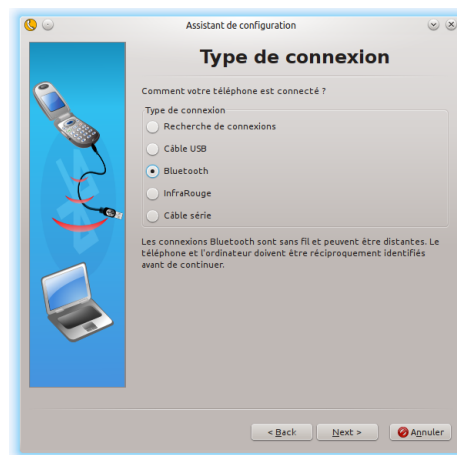 Assistant de configuration
Type de connexion
Comment votre téléphone est connecté ?
Type de connexion
Recherche de connexions
Câble USB
Bluetooth
InfraRouge
Câble série
Les connexions Bluetooth sont sans fil et peuvent être distantes. Le
téléphone et l'ordinateur doivent être réciproquement identifiés
avant de continuer.
< Back Next > Annuler